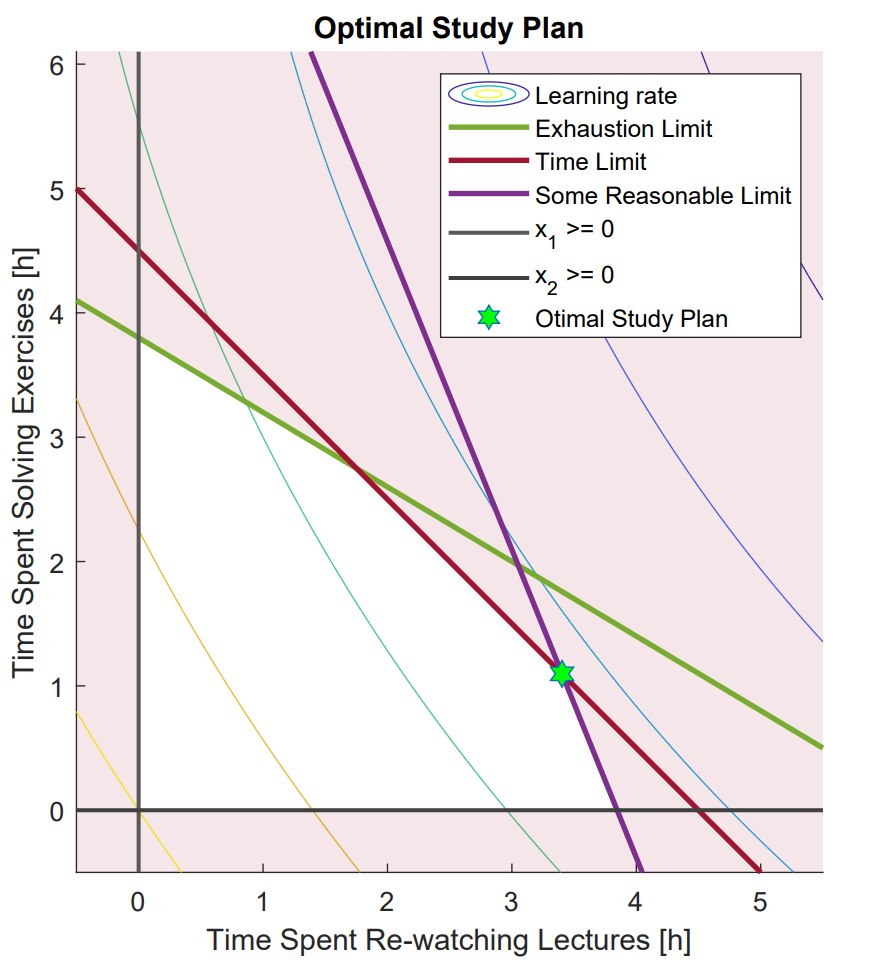 Optimal Study Plan
Learning rate
Exhaustion Limit
Time Limit
Some Reasonable Limit
x1 >= 0
x2 >= 0
Otimal Study Plan
Time Spent Solving Exercises [h]
6
5
4
3
2
1
0
0 1 2 3 4 5
Time Spent Re-watching Lectures [h]